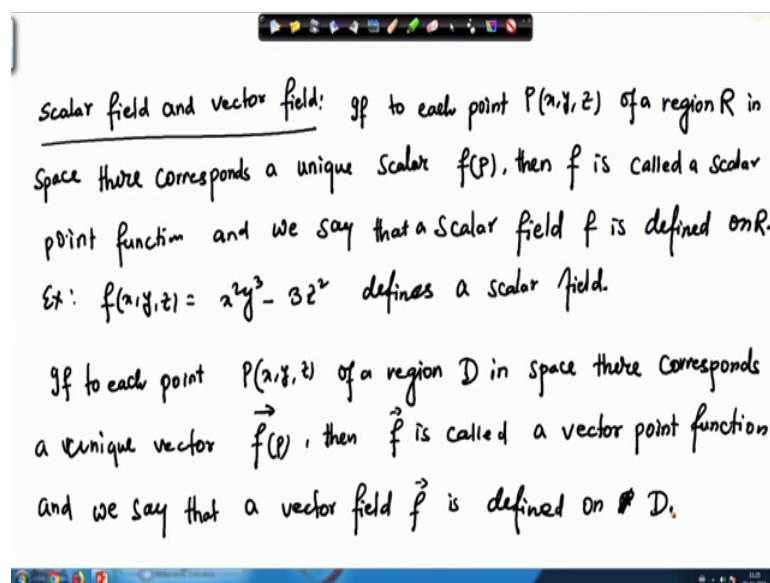 Scalar field and vector field: If to each point P(x,y,z) of a region R in
space there corresponds a unique scalar f(P), then f is called a scalar
point function and we say that a scalar field f is defined on R.
Ex: f(x,y,z) = x²y³ - 3z² defines a scalar field.
If to each point P(x,y,z) of a region D in space there corresponds
a unique vector f⃗(P), then f⃗ is called a vector point function
and we say that a vector field f⃗ is defined on D.